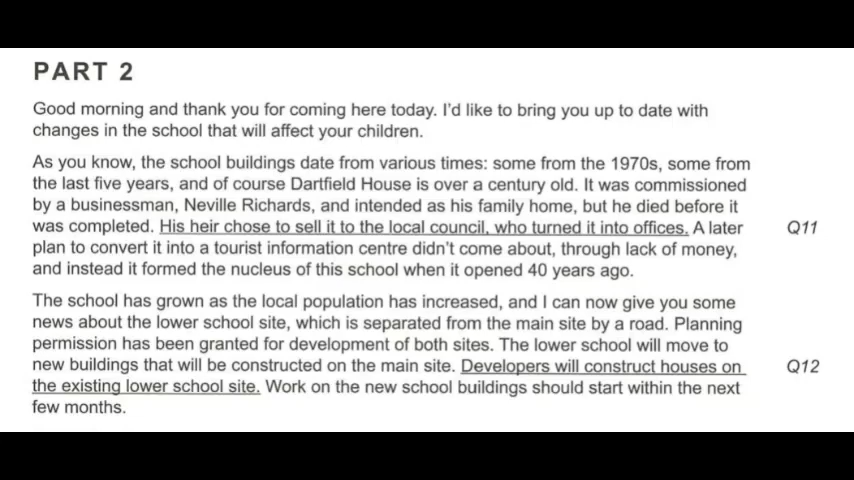 PART 2
Good morning and thank you for coming here today. I'd like to bring you up to date with
changes in the school that will affect your children.
As you know, the school buildings date from various times: some from the 1970s, some from
the last five years, and of course Dartfield House is over a century old. It was commissioned
by a businessman, Neville Richards, and intended as his family home, but he died before it
was completed. His heir chose to sell it to the local council, who turned it into offices. A later Q11
plan to convert it into a tourist information centre didn't come about, through lack of money,
and instead it formed the nucleus of this school when it opened 40 years ago.
The school has grown as the local population has increased, and I can now give you some
news about the lower school site, which is separated from the main site by a road. Planning
permission has been granted for development of both sites. The lower school will move to
new buildings that will be constructed on the main site. Developers will construct houses on Q12
the existing lower school site. Work on the new school buildings should start within the next
few months.